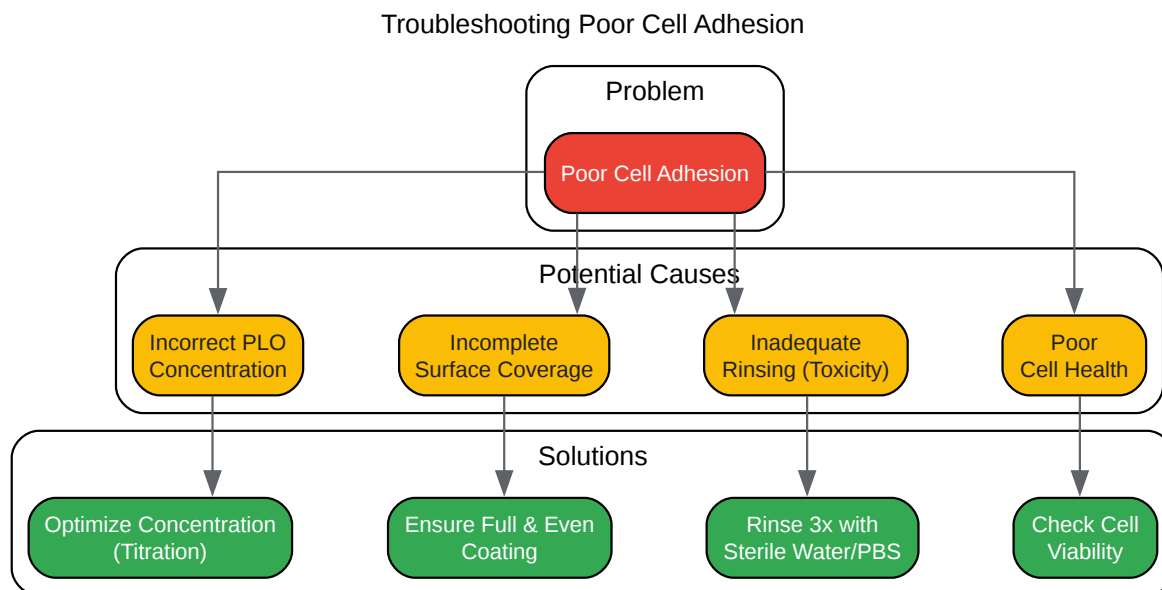 Troubleshooting Poor Cell Adhesion
Problem
Poor Cell Adhesion
Potential Causes
Incorrect PLO
Concentration
Incomplete
Surface Coverage
Inadequate
Rinsing (Toxicity)
Poor
Cell Health
Solutions
Optimize Concentration
(Titration)
Ensure Full & Even
Coating
Rinse 3x with
Sterile Water/PBS
Check Cell
Viability